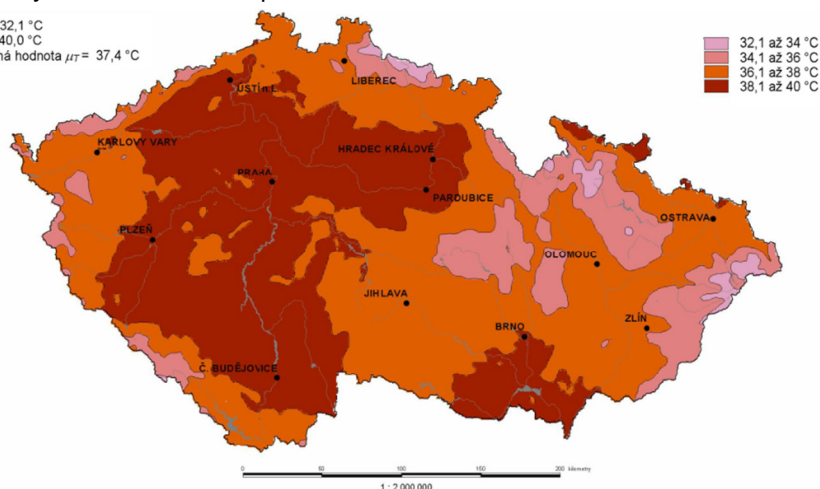 32,1 °C
40,0 °C
ná hodnota μT = 37,4 °C
32,1 až 34 °C
34,1 až 36 °C
36,1 až 38 °C
38,1 až 40 °C
LIBEREC
ÚSTÍ n.L.
KARLOVY VARY
HRADEC KRÁLOVÉ
PRAHA
PARDUBICE
OSTRAVA
PLZEŇ
OLOMOUC
JIHLAVA
ZLÍN
BRNO
Č. BUDĚJOVICE
0 50 100 150 200 kilometry
1 : 2 000 000